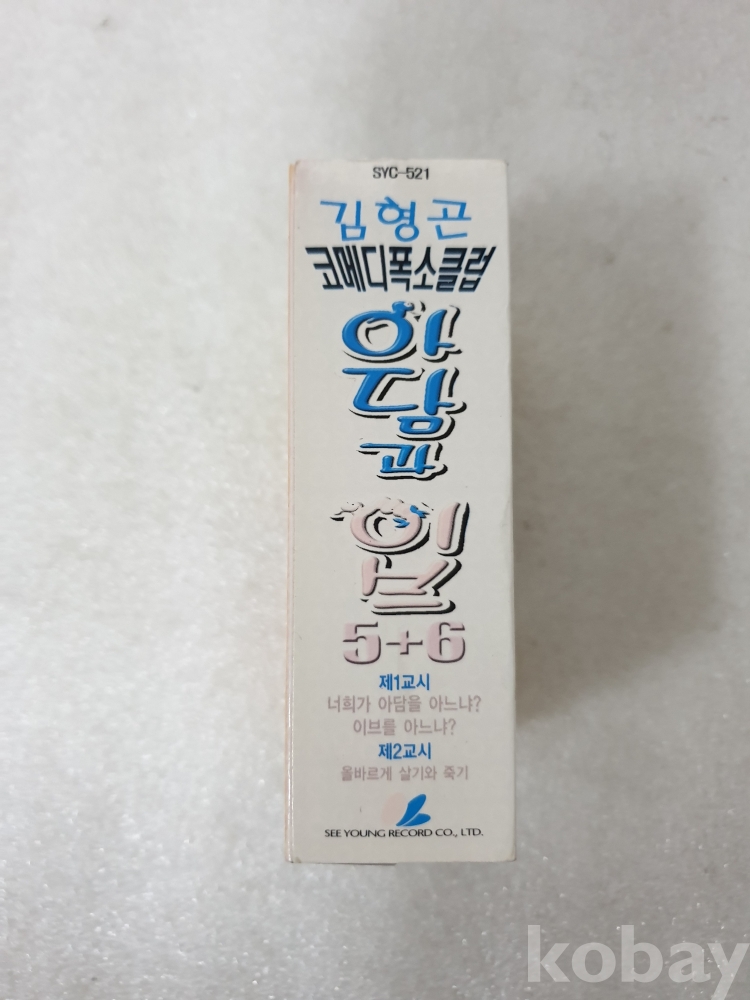 SYC-521
김형곤
코메디폭소클럽
아담과
이브
5+6
제1교시
너희가 아담을 아느냐?
이브를 아느냐?
제2교시
올바르게 살기와 죽기
SEE YOUNG RECORD CO., LTD.
kobay